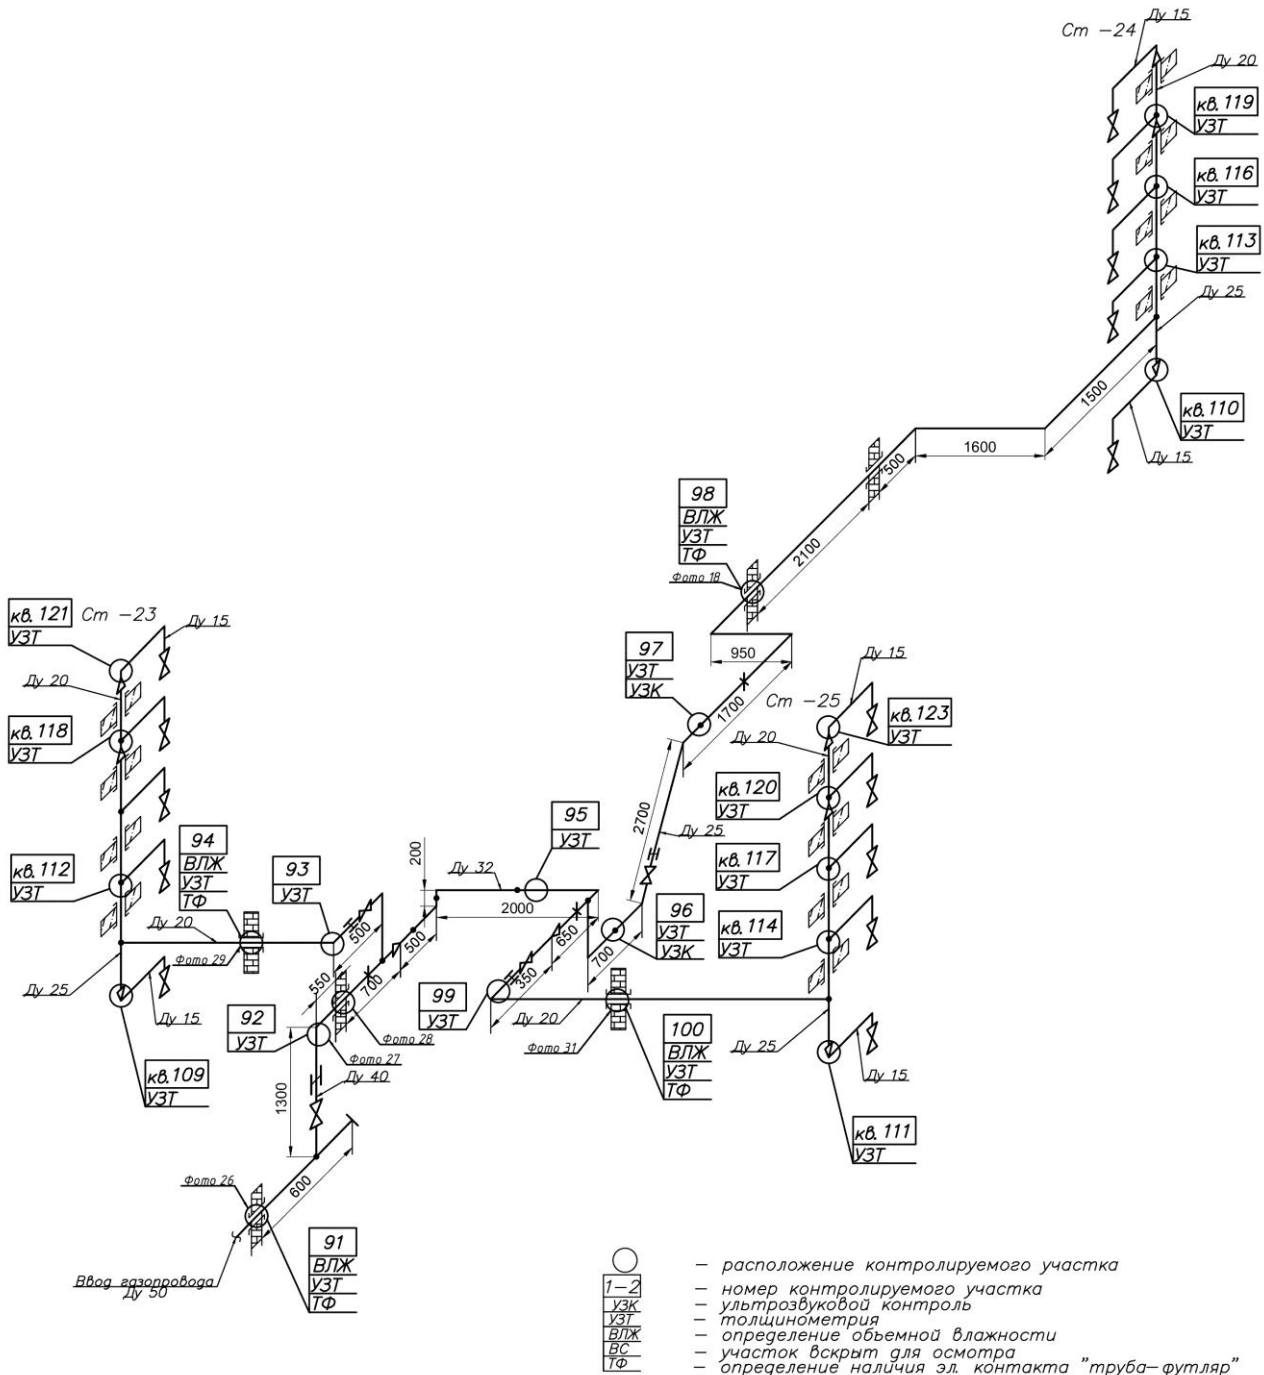 Ду 15
Ст -24
Ду 20
кв. 119
УЗТ
кв. 116
УЗТ
кв. 113
УЗТ
Ду 25
1500
кв. 110
УЗТ
Ду 15
1600
500
98
ВЛЖ
УЗТ
ТФ
Фото 18
2100
950
97
УЗТ
УЗК
1700
2700
Ду 25
кв. 121
УЗТ
Ст -23
Ду 15
Ду 20
кв. 118
УЗТ
кв. 112
УЗТ
94
ВЛЖ
УЗТ
ТФ
Ду 20
Фото 29
Ду 25
Ду 15
кв. 109
УЗТ
93
УЗТ
500
550
700
500
200
Ду 32
2000
95
УЗТ
96
УЗТ
УЗК
700
650
350
99
УЗТ
Ду 20
Фото 31
100
ВЛЖ
УЗТ
ТФ
Ст -25
Ду 15
Ду 20
кв. 123
УЗТ
кв. 120
УЗТ
кв. 117
УЗТ
кв. 114
УЗТ
Ду 25
Ду 15
кв. 111
УЗТ
92
УЗТ
Фото 28
Фото 27
Ду 40
1300
600
Фото 26
91
ВЛЖ
УЗТ
ТФ
Ввод газопровода
Ду 50
– расположение контролируемого участка
1-2 – номер контролируемого участка
УЗК – ультрозвуковой контроль
УЗТ – толщинометрия
ВЛЖ – определение объемной влажности
ВС – участок вскрыт для осмотра
ТФ – определение наличия эл. контакта "труба-футляр"